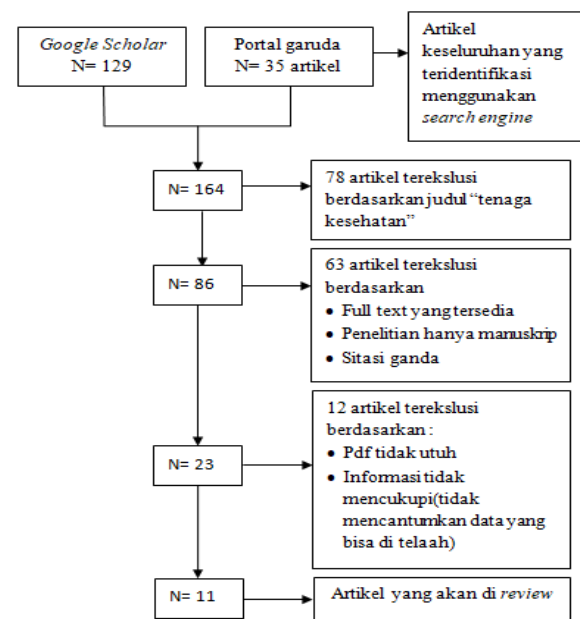 Google Scholar
N= 129
Portal garuda
N= 35 artikel
Artikel
keseluruhan yang
teridentifikasi
menggunakan
search engine
N= 164
78 artikel terekslusi
berdasarkan judul “tenaga
kesehatan”
N= 86
63 artikel terekslusi
berdasarkan
• Full text yang tersedia
• Penelitian hanya manuskrip
• Sitasi ganda
N= 23
12 artikel terekslusi
berdasarkan :
• Pdf tidak utuh
• Informasi tidak
mencukupi(tidak
mencantumkan data yang
bisa di telaah)
N= 11
Artikel yang akan di review